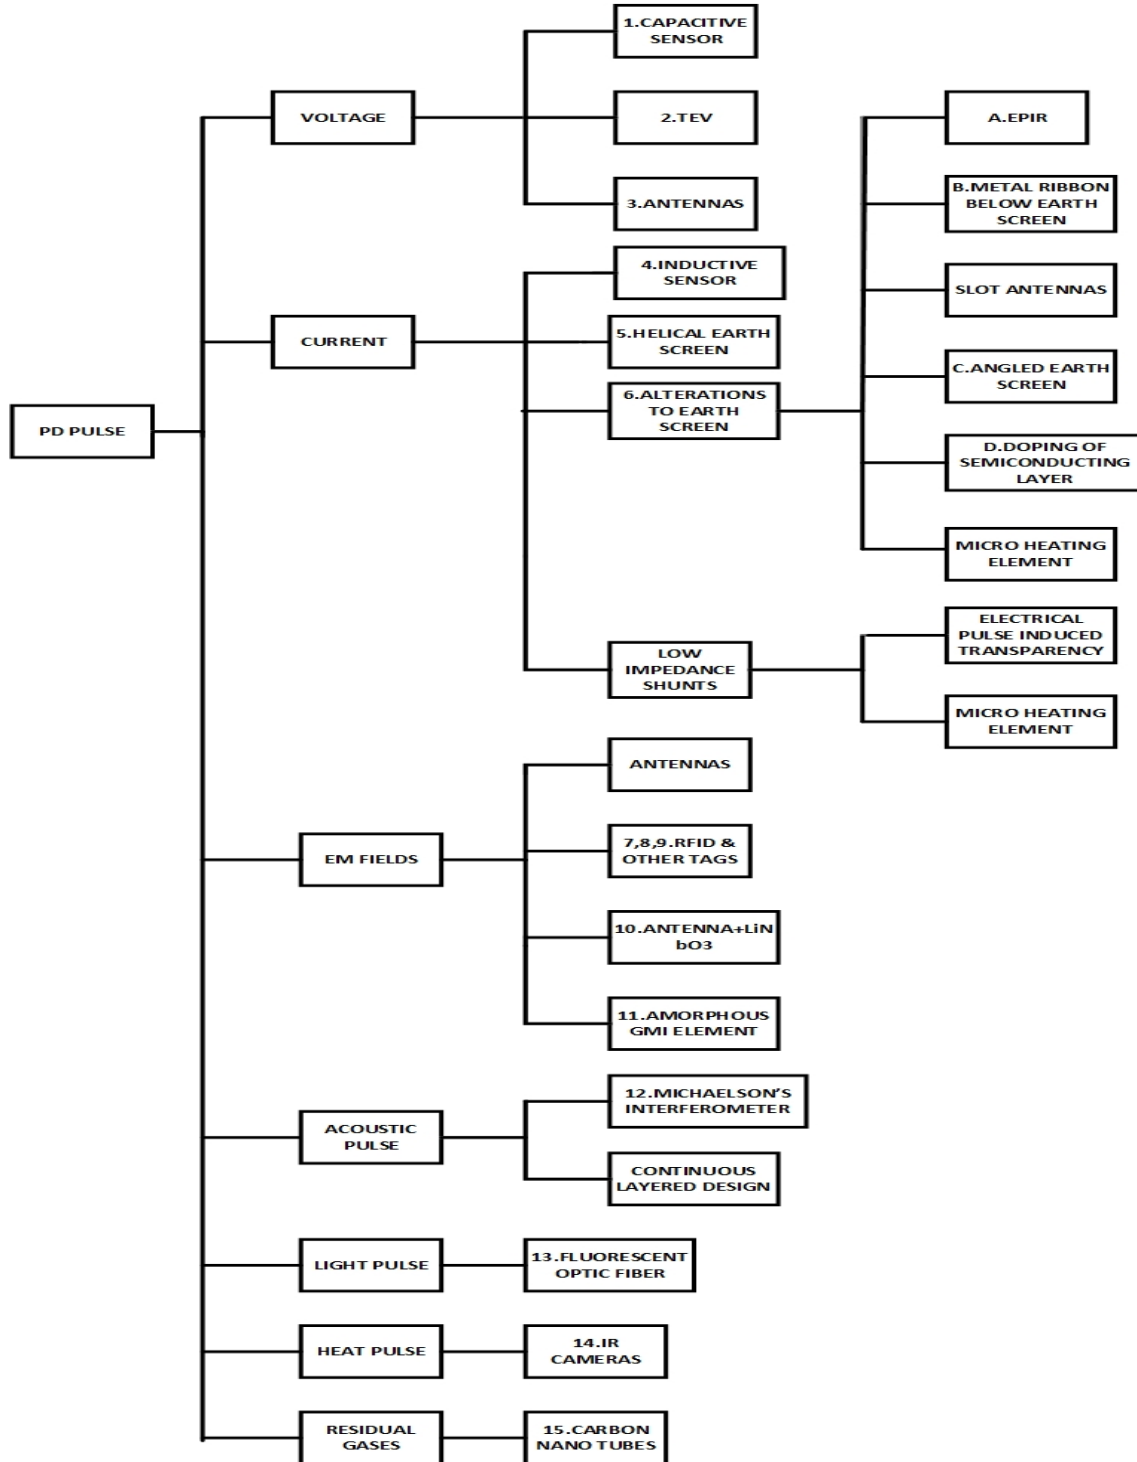 PD PULSE
VOLTAGE
1.CAPACITIVE
SENSOR
2.TEV
3.ANTENNAS
CURRENT
4.INDUCTIVE
SENSOR
5.HELICAL EARTH
SCREEN
6.ALTERATIONS
TO EARTH
SCREEN
A.EPIR
B.METAL RIBBON
BELOW EARTH
SCREEN
SLOT ANTENNAS
C.ANGLED EARTH
SCREEN
D.DOPING OF
SEMICONDUCTING
LAYER
MICRO HEATING
ELEMENT
LOW
IMPEDANCE
SHUNTS
ELECTRICAL
PULSE INDUCED
TRANSPARENCY
MICRO HEATING
ELEMENT
EM FIELDS
ANTENNAS
7,8,9.RFID &
OTHER TAGS
10.ANTENNA+LiN
bO3
11.AMORPHOUS
GMI ELEMENT
ACOUSTIC
PULSE
12.MICHAELSON'S
INTERFEROMETER
CONTINUOUS
LAYERED DESIGN
LIGHT PULSE
13.FLUORESCENT
OPTIC FIBER
HEAT PULSE
14.IR
CAMERAS
RESIDUAL
GASES
15.CARBON
NANO TUBES